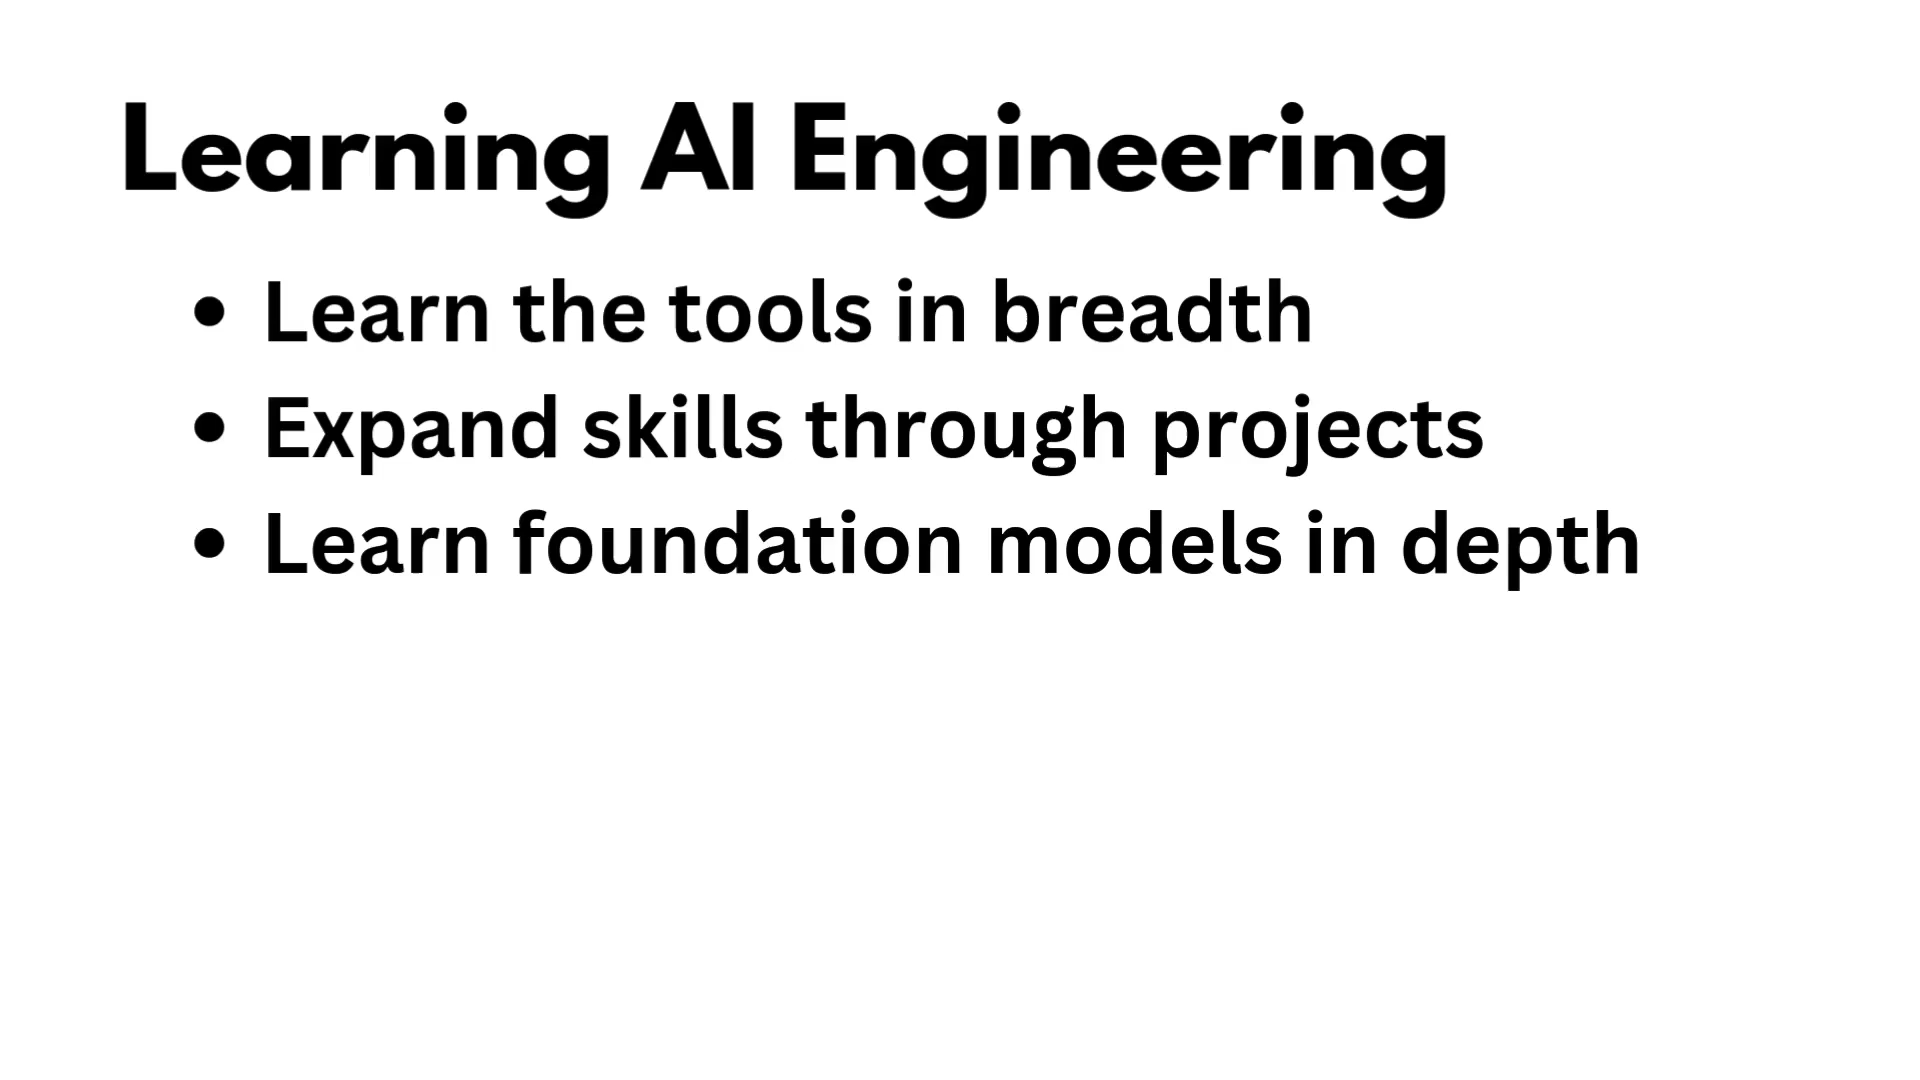 Learning AI Engineering
• Learn the tools in breadth
• Expand skills through projects
• Learn foundation models in depth